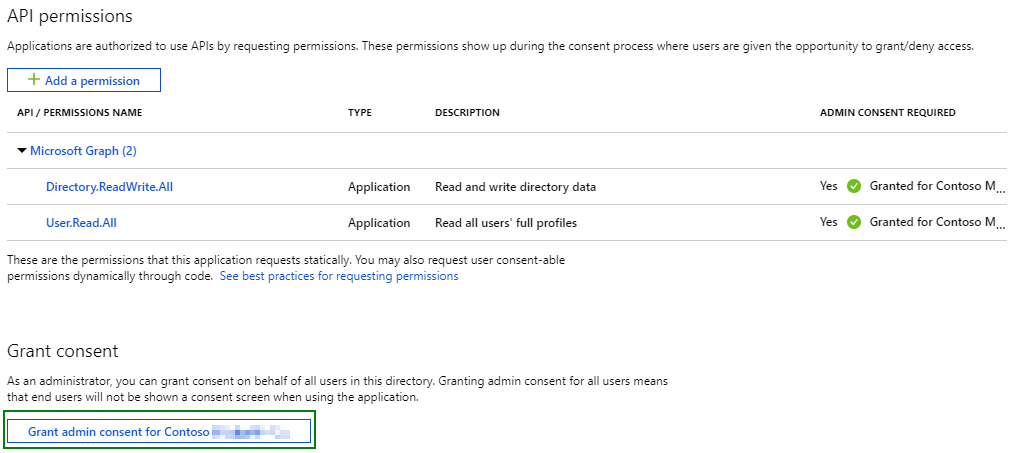 API permissions
Applications are authorized to use APIs by requesting permissions. These permissions show up during the consent process where users are given the opportunity to grant/deny access.
Add a permission
API / PERMISSIONS NAME TYPE DESCRIPTION ADMIN CONSENT REQUIRED
Microsoft Graph (2)
Directory.ReadWrite.All Application Read and write directory data Yes Granted for Contoso M...
User.Read.All Application Read all users' full profiles Yes Granted for Contoso M...
These are the permissions that this application requests statically. You may also request user consent-able
permissions dynamically through code. See best practices for requesting permissions
Grant consent
As an administrator, you can grant consent on behalf of all users in this directory. Granting admin consent for all users means
that end users will not be shown a consent screen when using the application.
Grant admin consent for Contoso